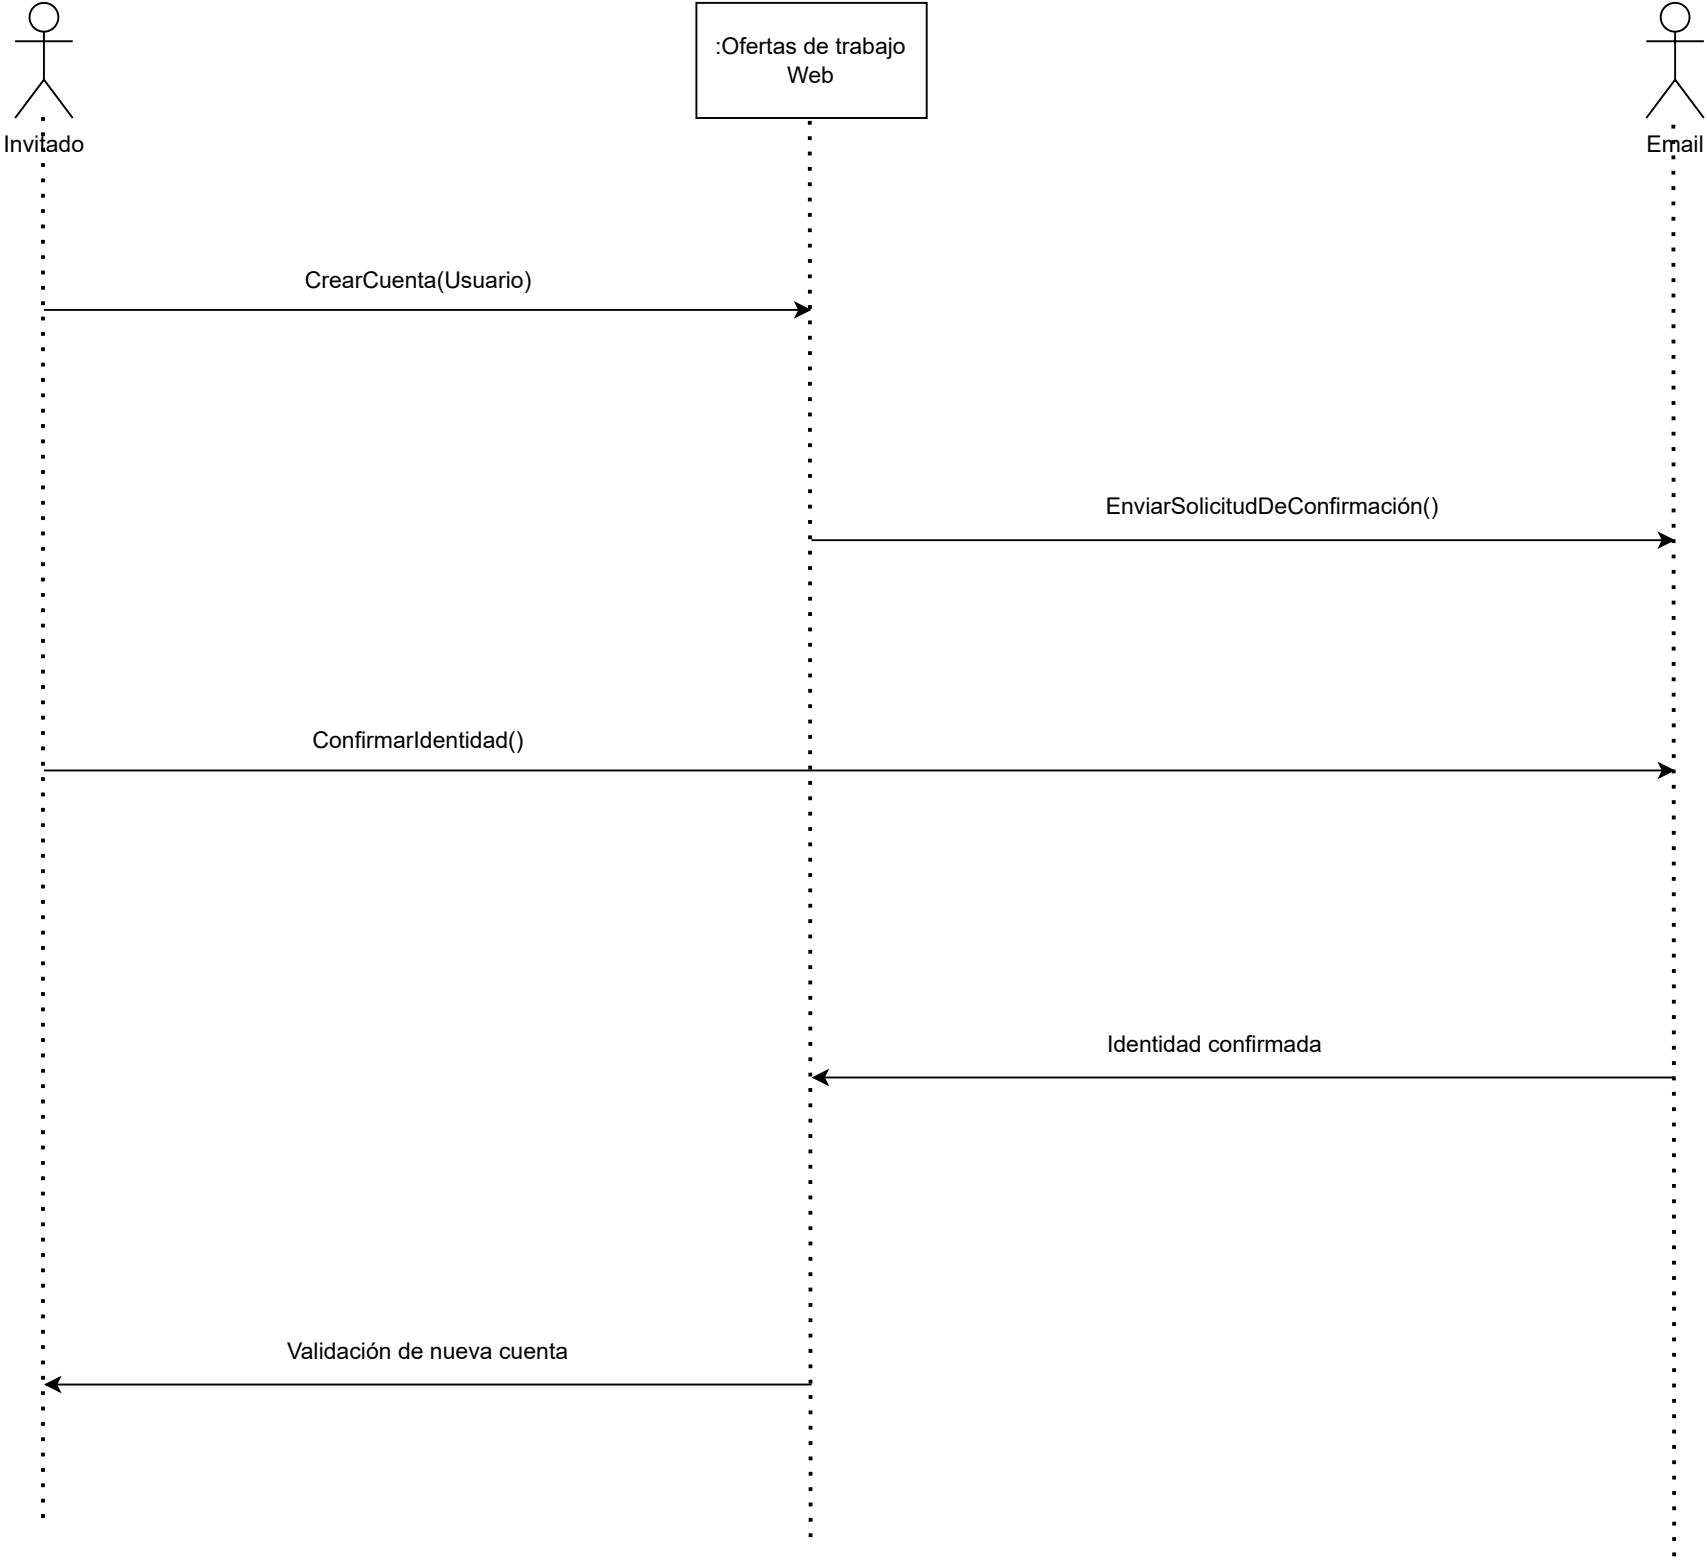 Invitado
:Ofertas de trabajo
Web
Email
CrearCuenta(Usuario)
EnviarSolicitudDeConfirmación()
ConfirmarIdentidad()
Identidad confirmada
Validación de nueva cuenta